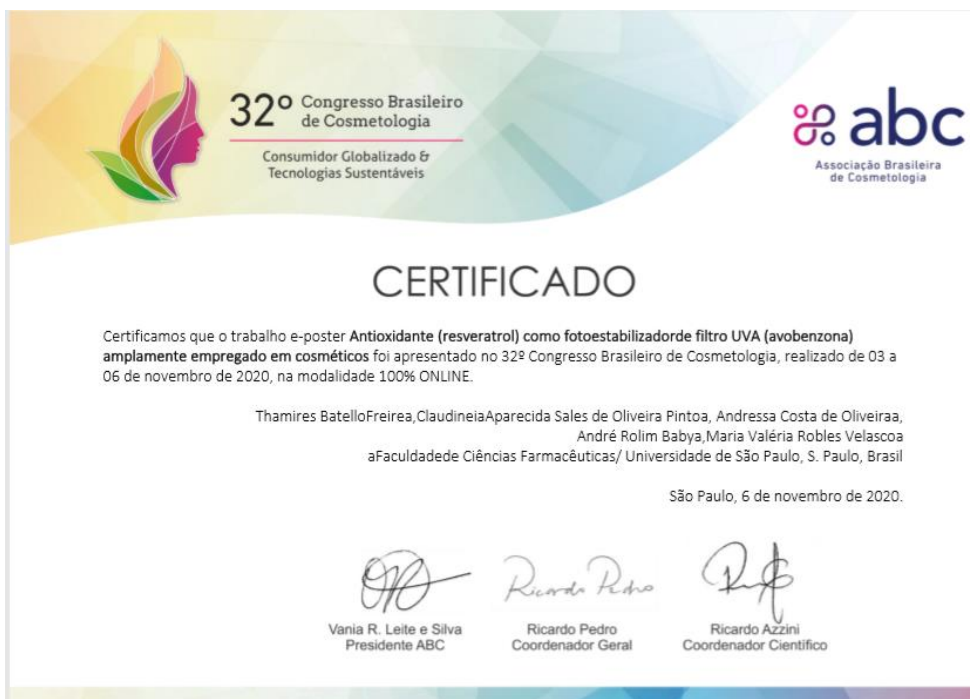 32º Congresso Brasileiro
de Cosmetologia
Consumidor Globalizado &
Tecnologias Sustentáveis
abc
Associação Brasileira
de Cosmetologia
CERTIFICADO
Certificamos que o trabalho e-poster Antioxidante (resveratrol) como fotoestabilizadorde filtro UVA (avobenzona)
amplamente empregado em cosméticos foi apresentado no 32º Congresso Brasileiro de Cosmetologia, realizado de 03 a
06 de novembro de 2020, na modalidade 100% ONLINE.
Thamires BatelloFreirea,ClaudineiaAparecida Sales de Oliveira Pintoa, Andressa Costa de Oliveiraa,
André Rolim Babya,Maria Valéria Robles Velascoa
aFaculdadede Ciências Farmacêuticas/ Universidade de São Paulo, S. Paulo, Brasil
São Paulo, 6 de novembro de 2020.
Ricardo Pedro
Vania R. Leite e Silva
Presidente ABC
Ricardo Pedro
Coordenador Geral
Ricardo Azzini
Coordenador Científico